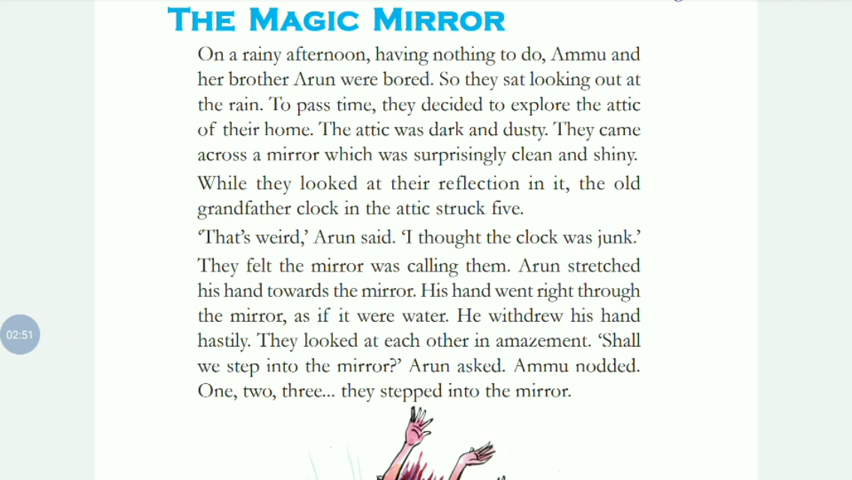 THE MAGIC MIRROR
On a rainy afternoon, having nothing to do, Ammu and
her brother Arun were bored. So they sat looking out at
the rain. To pass time, they decided to explore the attic
of their home. The attic was dark and dusty. They came
across a mirror which was surprisingly clean and shiny.
While they looked at their reflection in it, the old
grandfather clock in the attic struck five.
‘That’s weird,’ Arun said. ‘I thought the clock was junk.’
They felt the mirror was calling them. Arun stretched
his hand towards the mirror. His hand went right through
the mirror, as if it were water. He withdrew his hand
hastily. They looked at each other in amazement. ‘Shall
we step into the mirror?’ Arun asked. Ammu nodded.
One, two, three... they stepped into the mirror.
02:51